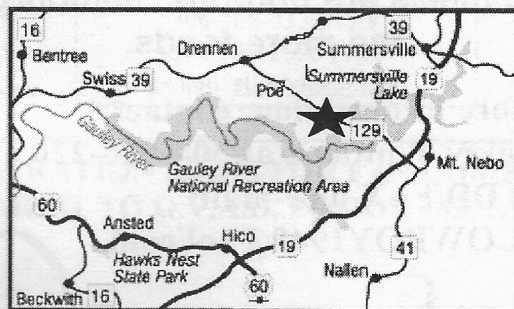 16
39
Bentree
Drennen
Summersville
Swiss
39
Poe
Summersville
Lake
19
129
Gauley River
Gauley River
National Recreation Area
Mt. Nebo
60
Ansted
Hico
19
41
Hawks Nest
State Park
Nallen
Beckwith
16
60